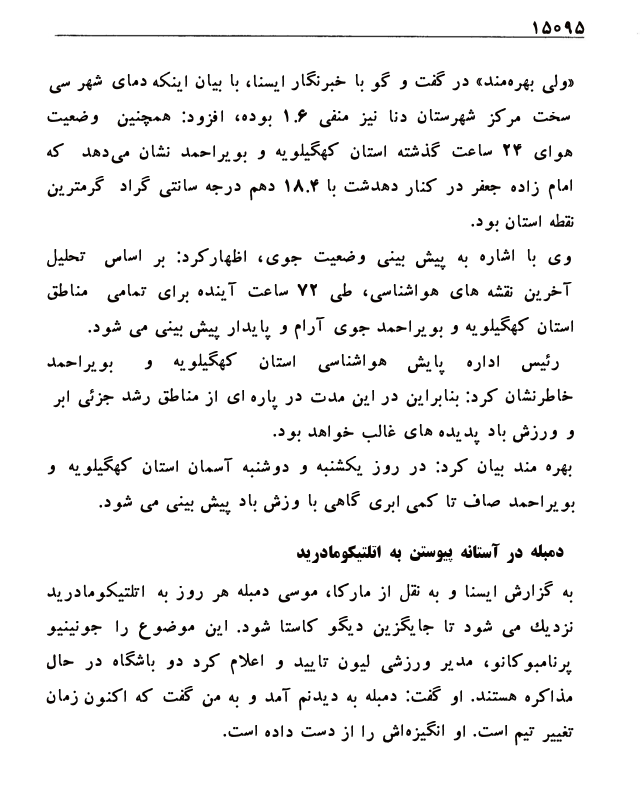 ۱۵۰۹۵
«ولی بهره‌مند» در گفت و گو با خبرنگار ایسنا، با بیان اینکه دمای شهر سی
سخت مرکز شهرستان دنا نیز منفی ۱.۶ بوده، افزود: همچنین وضعیت
هوای ۲۴ ساعت گذشته استان کهگیلویه و بویراحمد نشان می‌دهد که
امام زاده جعفر در کنار دهدشت با ۱۸.۴ دهم درجه سانتی گراد گرمترین
نقطه استان بود.
وی با اشاره به پیش بینی وضعیت جوی، اظهارکرد: بر اساس تحلیل
آخرین نقشه های هواشناسی، طی ۷۲ ساعت آینده برای تمامی مناطق
استان کهگیلویه و بویراحمد جوی آرام و پایدار پیش بینی می شود.
رئیس اداره پایش هواشناسی استان کهگیلویه و بویراحمد
خاطرنشان کرد: بنابراین در این مدت در پاره ای از مناطق رشد جزئی ابر
و ورزش باد پدیده های غالب خواهد بود.
بهره مند بیان کرد: در روز یکشنبه و دوشنبه آسمان استان کهگیلویه و
بویراحمد صاف تا کمی ابری گاهی با وزش باد پیش بینی می شود.
دمبله در آستانه پیوستن به اتلتیکومادرید
به گزارش ایسنا و به نقل از مارکا، موسی دمبله هر روز به اتلتیکومادرید
نزدیك می شود تا جایگزین دیگو کاستا شود. این موضوع را جونینیو
پرنامبوکانو، مدیر ورزشی لیون تایید و اعلام کرد دو باشگاه در حال
مذاکره هستند. او گفت: دمبله به دیدنم آمد و به من گفت که اکنون زمان
تغییر تیم است. او انگیزه‌اش را از دست داده است.